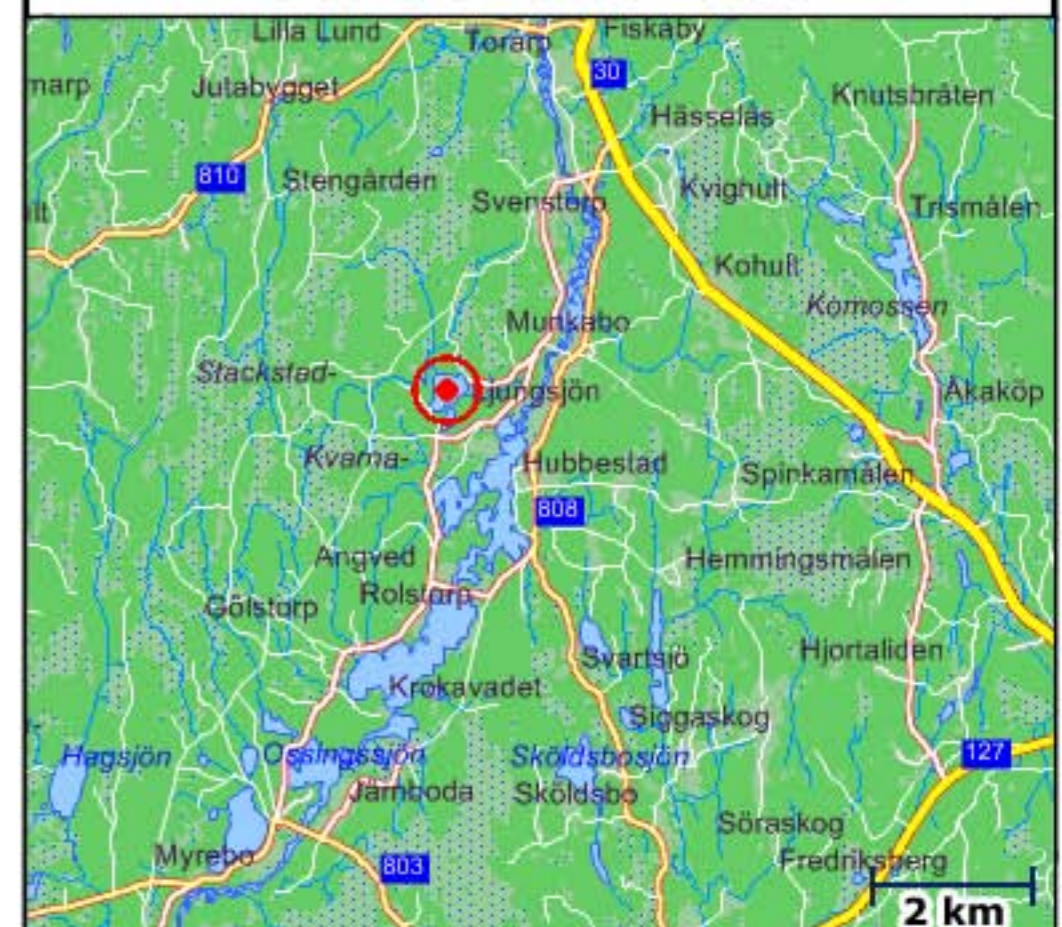 Lilla Lund
Torarp
Fiskaby
marp
Julabygget
30
Knutsbråten
Hässelås
810
Stengården
Kvighult
Svenstorp
Trismålen
ult
Kohult
Komossen
Munkabo
Stackstad-
Ljungsjön
Åkaköp
Kvarna-
Hubbestad
Spinkamålen
808
Angved
Hemmingsmålen
Rolstorp
Gölstorp
Svartsjö
Hjortaliden
Krokavadet
Siggaskog
Hagsjön
Ossingssjön
Sköldsbosjön
127
Järnboda
Sköldsbo
Söraskog
Myrebo
803
Fredriksberg
2 km